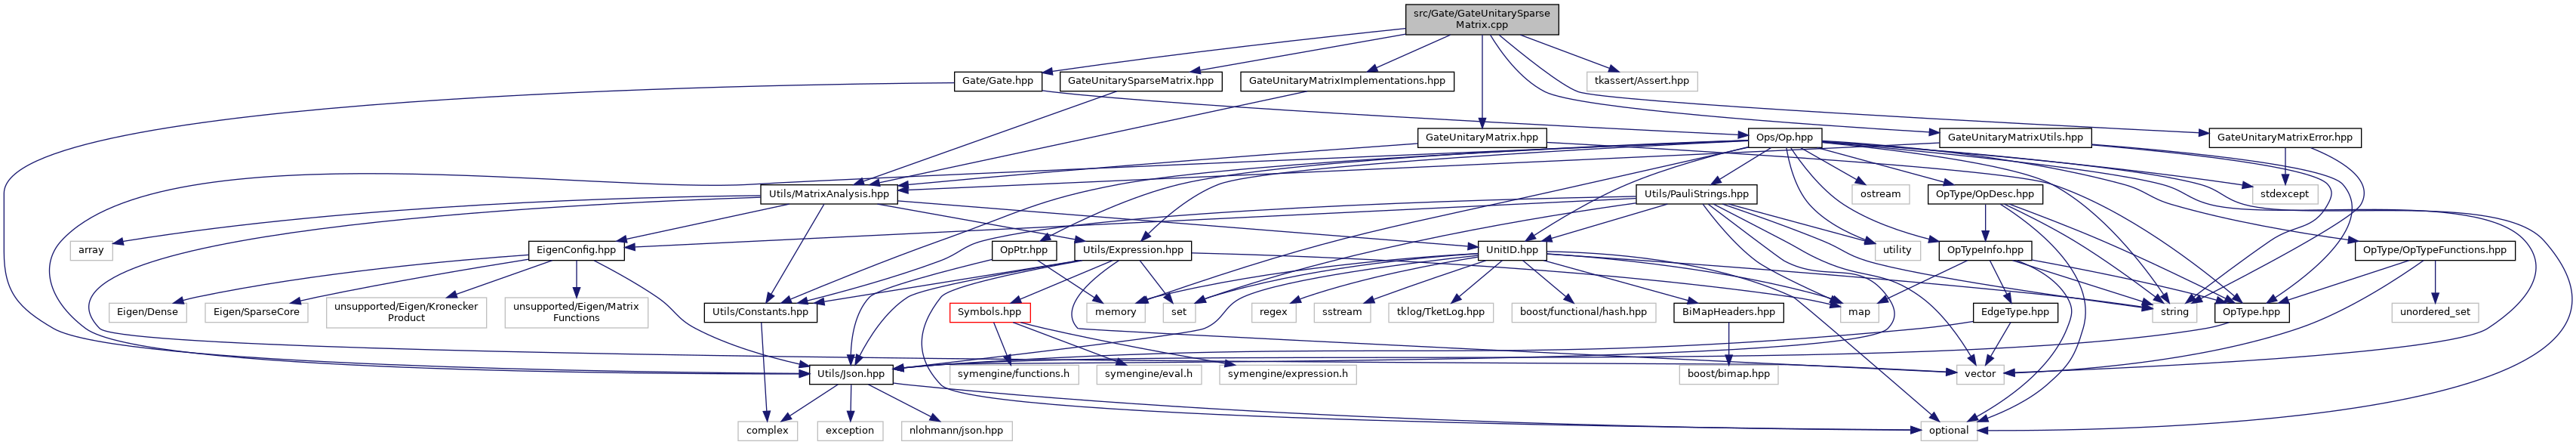 src/Gate/GateUnitarySparse
Matrix.cpp
Gate/Gate.hpp
GateUnitarySparseMatrix.hpp
GateUnitaryMatrixImplementations.hpp
tkassert/Assert.hpp
GateUnitaryMatrix.hpp
Ops/Op.hpp
GateUnitaryMatrixUtils.hpp
GateUnitaryMatrixError.hpp
Utils/MatrixAnalysis.hpp
Utils/PauliStrings.hpp
ostream
OpType/OpDesc.hpp
stdexcept
array
EigenConfig.hpp
OpPtr.hpp
Utils/Expression.hpp
UnitID.hpp
utility
OpTypeInfo.hpp
OpType/OpTypeFunctions.hpp
Eigen/Dense
Eigen/SparseCore
unsupported/Eigen/Kronecker
Product
unsupported/Eigen/Matrix
Functions
Utils/Constants.hpp
Symbols.hpp
memory
set
regex
sstream
tklog/TketLog.hpp
boost/functional/hash.hpp
BiMapHeaders.hpp
map
EdgeType.hpp
string
OpType.hpp
unordered_set
Utils/Json.hpp
symengine/functions.h
symengine/eval.h
symengine/expression.h
boost/bimap.hpp
vector
complex
exception
nlohmann/json.hpp
optional